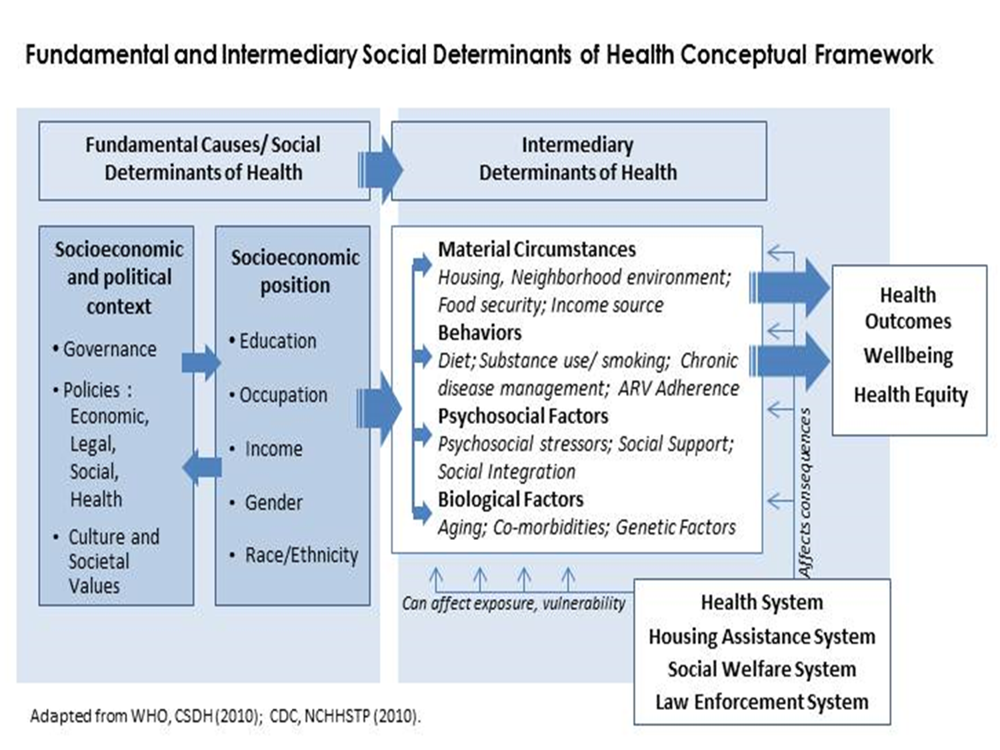 Fundamental and Intermediary Social Determinants of Health Conceptual Framework
Fundamental Causes/ Social
Determinants of Health
Intermediary
Determinants of Health
Socioeconomic
and political
context
• Governance
• Policies :
Economic,
Legal,
Social,
Health
• Culture and
Societal
Values
Socioeconomic
position
• Education
• Occupation
• Income
• Gender
• Race/Ethnicity
Material Circumstances
Housing, Neighborhood environment;
Food security; Income source
Behaviors
Diet; Substance use/ smoking; Chronic
disease management; ARV Adherence
Psychosocial Factors
Psychosocial stressors; Social Support;
Social Integration
Biological Factors
Aging; Co-morbidities; Genetic Factors
Health
Outcomes
Wellbeing
Health Equity
Affects consequences
Can affect exposure, vulnerability
Health System
Housing Assistance System
Social Welfare System
Law Enforcement System
Adapted from WHO, CSDH (2010); CDC, NCHHSTP (2010).